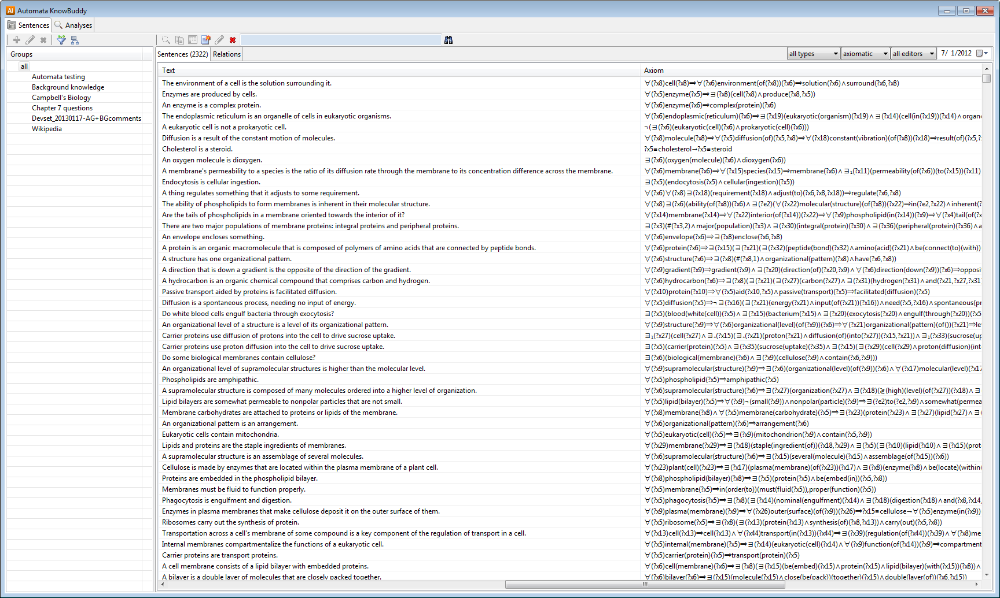 Ai Automata KnowBuddy
Sentences Analyses
Groups
all
Automata testing
Background knowledge
Campbell's Biology
Chapter 7 questions
Devset_20130117-AG+BGcomments
Wikipedia
Sentences (2322) Relations all types axiomatic all editors 7/ 1/2012
Text Axiom
The environment of a cell is the solution surrounding it. ∀(?x8)cell(?x8)⇒∀(?x6)environment(of(?x8))(?x6)⇒solution(?x6)∧surround(?x6,?x8)
Enzymes are produced by cells. ∀(?x5)enzyme(?x5)⇒∃(?x8)(cell(?x8)∧produce(?x8,?x5))
An enzyme is a complex protein. ∀(?x6)enzyme(?x6)⇒complex(protein)(?x6)
The endoplasmic reticulum is an organelle of cells in eukaryotic organisms. ∀(?x6)endoplasmic(reticulum)(?x6)⇒∃(?x19)(eukaryotic(organism)(?x19)∧∃(?x14)(cell(in(?x19))(?x14)∧organ
A eukaryotic cell is not a prokaryotic cell. ¬(∃(?x6)(eukaryotic(cell)(?x6)∧prokaryotic(cell)(?x6)))
Diffusion is a result of the constant motion of molecules. ∀(?x8)molecule(?x8)⇒∀(?x5)diffusion(of)(?x5,?x8)⇒∀(?x18)constant(vibration)(of(?x8))(?x18)⇒result(of)(?x5,?
Cholesterol is a steroid. ?x5≡cholesterol→?x5≡steroid
An oxygen molecule is dioxygen. ∃(?x6)(oxygen(molecule)(?x6)∧dioxygen(?x6))
A membrane's permeability to a species is the ratio of its diffusion rate through the membrane to its concentration difference across the membrane. ∀(?x6)membrane(?x6)⇒∀(?x15)species(?x15)⇒membrane(?x6)∧∃₁(?x11)(permeability(of(?x6))(to(?x15))(?x11)
Endocytosis is cellular ingestion. ∃(?x5)(endocytosis(?x5)∧cellular(ingestion)(?x5))
A thing regulates something that it adjusts to some requirement. ∀(?x6)∀(?x8)∃(?x18)(requirement(?x18)∧adjust(to)(?x6,?x8,?x18))⇒regulate(?x6,?x8)
The ability of phospholipids to form membranes is inherent in their molecular structure. ∀(?x8)∃(?x6)(ability(of(?x8))(?x6)∧∃(?e2)(∀(?x22)molecular(structure)(of(?x8))(?x22)⇒in(?e2,?x22)∧inherent(?
Are the tails of phospholipids in a membrane oriented towards the interior of it? ∀(?x14)membrane(?x14)⇒∀(?x22)interior(of(?x14))(?x22)⇒∀(?x9)phospholipid(in(?x14))(?x9)⇒∀(?x4)tail(of(?x
There are two major populations of membrane proteins: integral proteins and peripheral proteins. ∃(?x3)(#(?x3,2)∧major(population)(?x3)∧∃(?x30)(integral(protein)(?x30)∧∃(?x36)(peripheral(protein)(?x36)∧a
An envelope encloses something. ∀(?x6)envelope(?x6)⇒∃(?x8)enclose(?x6,?x8)
A protein is an organic macromolecule that is composed of polymers of amino acids that are connected by peptide bonds. ∀(?x6)protein(?x6)⇒∃(?x15)(∃(?x21)(∃(?x32)(peptide(bond)(?x32)∧amino(acid)(?x21)∧be(connect(to)(with))
A structure has one organizational pattern. ∀(?x6)structure(?x6)⇒∃(?x8)(#(?x8,1)∧organizational(pattern)(?x8)∧have(?x6,?x8))
A direction that is down a gradient is the opposite of the direction of the gradient. ∀(?x9)gradient(?x9)⇒gradient(?x9)∧∃(?x20)(direction(of)(?x20,?x9)∧∀(?x6)direction(down(?x9))(?x6)⇒opposi
A hydrocarbon is an organic chemical compound that comprises carbon and hydrogen. ∀(?x6)hydrocarbon(?x6)⇒∃(?x8)(∃(?x21)(∃(?x27)(carbon(?x27)∧∃(?x31)(hydrogen(?x31)∧and(?x21,?x27,?x31
Passive transport aided by proteins is facilitated diffusion. ∀(?x10)protein(?x10)⇒∀(?x5)aid(?x10,?x5)∧passive(transport)(?x5)⇒facilitated(diffusion)(?x5)
Diffusion is a spontaneous process, needing no input of energy. ∀(?x5)diffusion(?x5)⇒¬∃(?x16)(∃(?x21)(energy(?x21)∧input(of(?x21))(?x16))∧need(?x5,?x16)∧spontaneous(pr
Do white blood cells engulf bacteria through exocytosis? ∃(?x5)(blood(white(cell))(?x5)∧∃(?x15)(bacterium(?x15)∧∃(?x20)(exocytosis(?x20)∧engulf(through(?x20))(?x5
An organizational level of a structure is a level of its organizational pattern. ∀(?x9)structure(?x9)⇒∀(?x6)organizational(level)(of(?x9))(?x6)⇒∀(?x21)organizational(pattern)(of())(?x21)⇒le
Carrier proteins use diffusion of protons into the cell to drive sucrose uptake. ∃₁(?x27)(cell(?x27)∧∃₊(?x15)(∃₊(?x21)(proton(?x21)∧diffusion(of)(into(?x27))(?x15,?x21))∧∃₁(?x33)(sucrose(up
Carrier proteins use proton diffusion into the cell to drive sucrose uptake. ∃(?x5)(carrier(protein)(?x5)∧∃(?x35)(sucrose(uptake)(?x35)∧∃(?x15)(∃(?x29)(cell(?x29)∧proton(diffusion)(int
Do some biological membranes contain cellulose? ∃(?x6)(biological(membrane)(?x6)∧∃(?x9)(cellulose(?x9)∧contain(?x6,?x9)))
An organizational level of supramolecular structures is higher than the molecular level. ∀(?x9)supramolecular(structure)(?x9)⇒∃(?x6)(organizational(level)(of(?x9))(?x6)∧∀(?x17)molecular(level)(?x17
Phospholipids are amphipathic. ∀(?x5)phospholipid(?x5)⇒amphipathic(?x5)
A supramolecular structure is composed of many molecules ordered into a higher level of organization. ∀(?x6)supramolecular(structure)(?x6)⇒∃(?x27)(organization(?x27)∧∃(?x18)(≷(high)(level)(of(?x27))(?x18)∧∃
Lipid bilayers are somewhat permeable to nonpolar particles that are not small. ∀(?x5)lipid(bilayer)(?x5)⇒∀(?x9)¬(small(?x9))∧nonpolar(particle)(?x9)⇒∃(?e2)to(?e2,?x9)∧somewhat(permea
Membrane carbohydrates are attached to proteins or lipids of the membrane. ∀(?x8)membrane(?x8)∧∀(?x5)membrane(carbohydrate)(?x5)⇒∃(?x23)(protein(?x23)∧∃(?x27)(lipid(?x27)∧∃(
An organizational pattern is an arrangement. ∀(?x6)organizational(pattern)(?x6)⇒arrangement(?x6)
Eukaryotic cells contain mitochondria. ∀(?x5)eukaryotic(cell)(?x5)⇒∃(?x9)(mitochondrion(?x9)∧contain(?x5,?x9))
Lipids and proteins are the staple ingredients of membranes. ∀(?x29)membrane(?x29)⇒∃(?x18)(staple(ingredient(of))(?x18,?x29)∧∃(?x5)(∃(?x10)(lipid(?x10)∧∃(?x15)(prot
A supramolecular structure is an assemblage of several molecules. ∀(?x6)supramolecular(structure)(?x6)⇒∃(?x15)(several(molecule)(?x15)∧assemblage(of(?x15))(?x6))
Cellulose is made by enzymes that are located within the plasma membrane of a plant cell. ∀(?x23)plant(cell)(?x23)⇒∃(?x17)(plasma(membrane)(of(?x23))(?x17)∧∃(?x8)(enzyme(?x8)∧be(locate)(within(
Proteins are embedded in the phospholipid bilayer. ∀(?x8)phospholipid(bilayer)(?x8)⇒∃(?x5)(protein(?x5)∧be(embed(in))(?x5,?x8))
Membranes must be fluid to function properly. ∀(?x5)membrane(?x5)⇒in(order(to))(must(fluid(?x5)),proper(function)(?x5))
Phagocytosis is engulfment and digestion. ∀(?x5)phagocytosis(?x5)⇒∃(?x8)(∃(?x14)(nominal(engulfment)(?x14)∧∃(?x18)(digestion(?x18)∧and(?x8,?x14,
Enzymes in plasma membranes that make cellulose deposit it on the outer surface of them. ∀(?x9)plasma(membrane)(?x9)⇒∀(?x26)outer(surface)(of(?x9))(?x26)⇒?x15≡cellulose→∀(?x5)enzyme(in(?x9))
Ribosomes carry out the synthesis of protein. ∀(?x5)ribosome(?x5)⇒∃(?x8)(∃(?x13)(protein(?x13)∧synthesis(of)(?x8,?x13))∧carry(out)(?x5,?x8))
Transportation across a cell's membrane of some compound is a key component of the regulation of transport in a cell. ∀(?x13)cell(?x13)⇒cell(?x13)∧∀(?x44)transport(in(?x13))(?x44)⇒∃(?x39)(regulation(of(?x44))(?x39)∧∀(?x8)me
Internal membranes compartmentalize the functions of a eukaryotic cell. ∀(?x5)internal(membrane)(?x5)⇒∃(?x14)(eukaryotic(cell)(?x14)∧∀(?x9)function(of(?x14))(?x9)⇒compartment
Carrier proteins are transport proteins. ∀(?x5)carrier(protein)(?x5)⇒transport(protein)(?x5)
A cell membrane consists of a lipid bilayer with embedded proteins. ∀(?x6)cell(membrane)(?x6)⇒∃(?x8)(∃(?x15)(be(embed)(?x15)∧protein(?x15)∧lipid(bilayer)(with(?x15))(?x8))∧
A bilayer is a double layer of molecules that are closely packed together. ∀(?x6)bilayer(?x6)⇒∃(?x15)(molecule(?x15)∧close(be(pack))(together)(?x15)∧double(layer(of))(?x6,?x15))